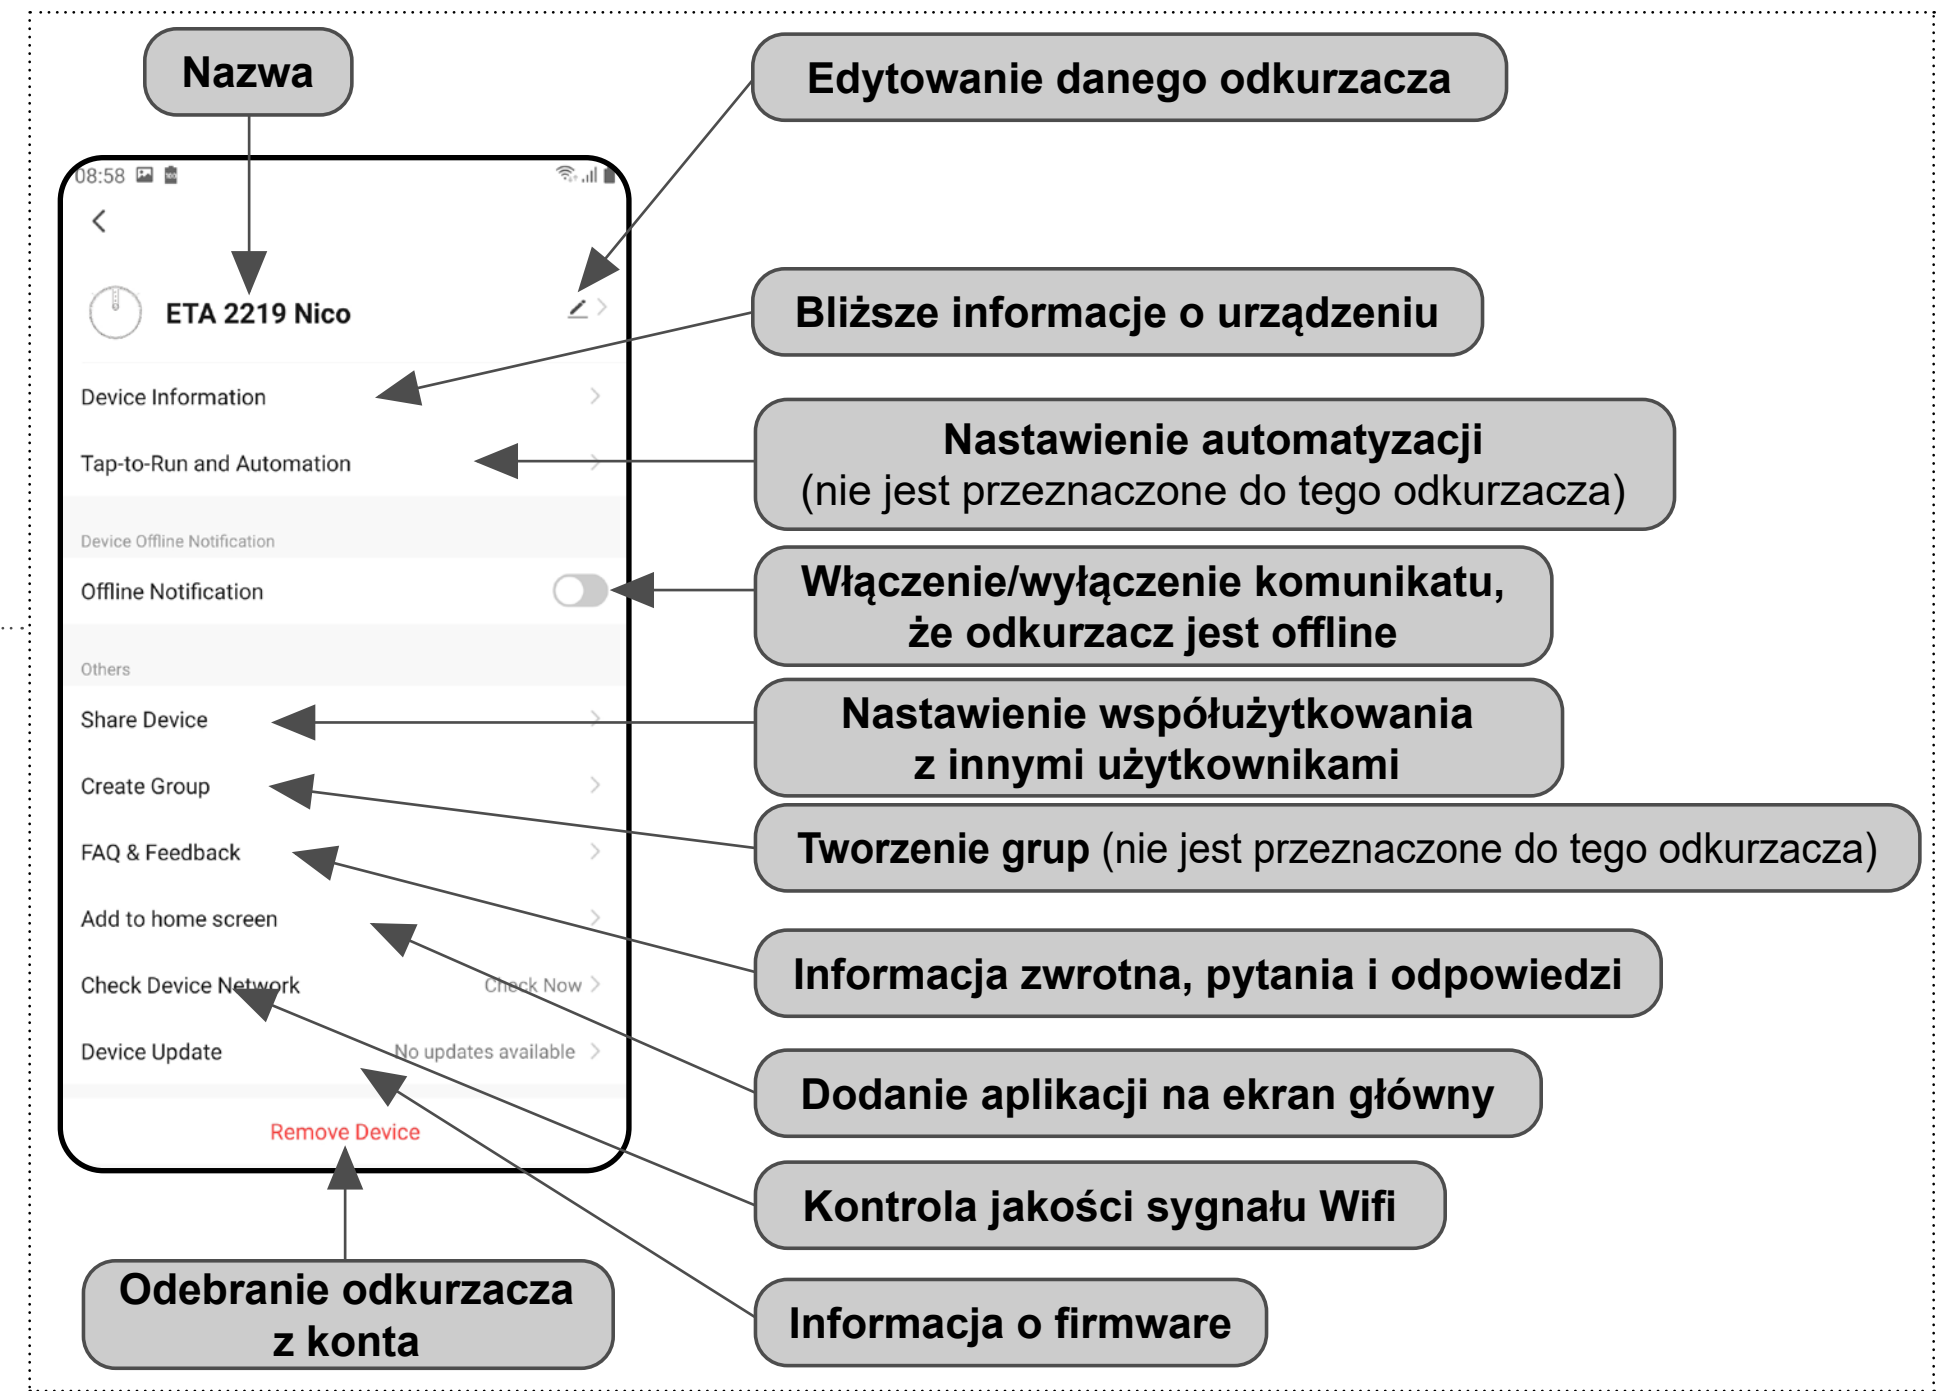 Nazwa
Edytowanie danego odkurzacza
08:58
ETA 2219 Nico
Bliższe informacje o urządzeniu
Device Information
Tap-to-Run and Automation
Nastawienie automatyzacji
(nie jest przeznaczone do tego odkurzacza)
Device Offline Notification
Offline Notification
Włączenie/wyłączenie komunikatu,
że odkurzacz jest offline
Others
Share Device
Nastawienie współużytkowania
z innymi użytkownikami
Create Group
Tworzenie grup (nie jest przeznaczone do tego odkurzacza)
FAQ & Feedback
Add to home screen
Informacja zwrotna, pytania i odpowiedzi
Check Device Network Check Now
Device Update No updates available
Dodanie aplikacji na ekran główny
Remove Device
Kontrola jakości sygnału Wifi
Odebranie odkurzacza
z konta
Informacja o firmware